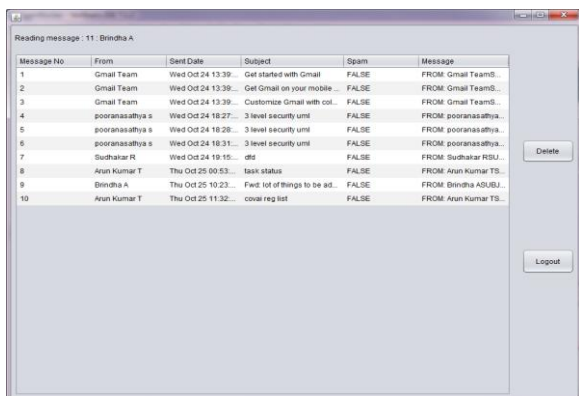 Reading message : 11 : Brindha A
Message No From Sent Date Subject Spam Message
1 Gmail Team Wed Oct 24 13:39:... Get started with Gmail FALSE FROM: Gmail TeamS...
2 Gmail Team Wed Oct 24 13:39:... Get Gmail on your mobile ... FALSE FROM: Gmail TeamS...
3 Gmail Team Wed Oct 24 13:39:... Customize Gmail with col... FALSE FROM: Gmail TeamS...
4 pooranasathya s Wed Oct 24 18:27:... 3 level security uml FALSE FROM: pooranasathya...
5 pooranasathya s Wed Oct 24 18:28:... 3 level security uml FALSE FROM: pooranasathya...
6 pooranasathya s Wed Oct 24 18:31:... 3 level security uml FALSE FROM: pooranasathya...
7 Sudhakar R Wed Oct 24 19:15:... dfd FALSE FROM: Sudhakar RSU...
8 Arun Kumar T Thu Oct 25 00:53:... task status FALSE FROM: Arun Kumar TS...
9 Brindha A Thu Oct 25 10:23:... Fwd: lot of things to be ad... FALSE FROM: Brindha ASUBJ...
10 Arun Kumar T Thu Oct 25 11:32:... covai reg list FALSE FROM: Arun Kumar TS...
Delete
Logout